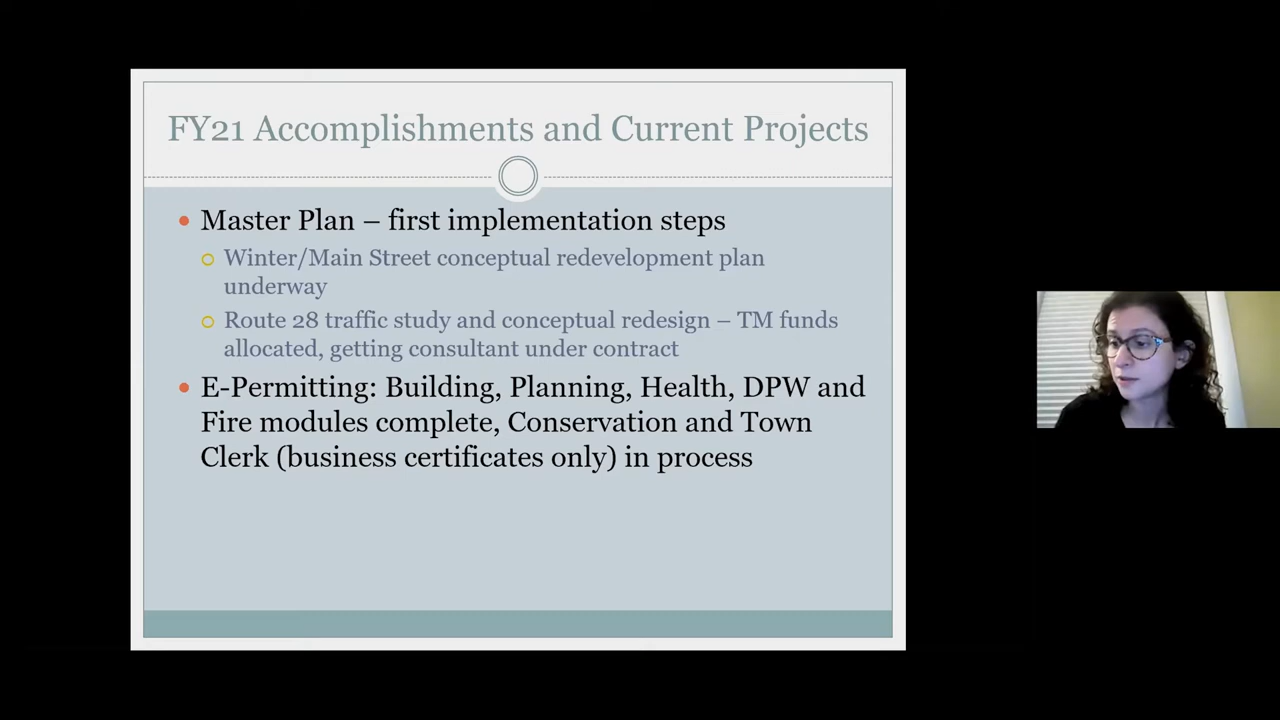 FY21 Accomplishments and Current Projects
Master Plan – first implementation steps
Winter/Main Street conceptual redevelopment plan
underway
Route 28 traffic study and conceptual redesign – TM funds
allocated, getting consultant under contract
E-Permitting: Building, Planning, Health, DPW and
Fire modules complete, Conservation and Town
Clerk (business certificates only) in process